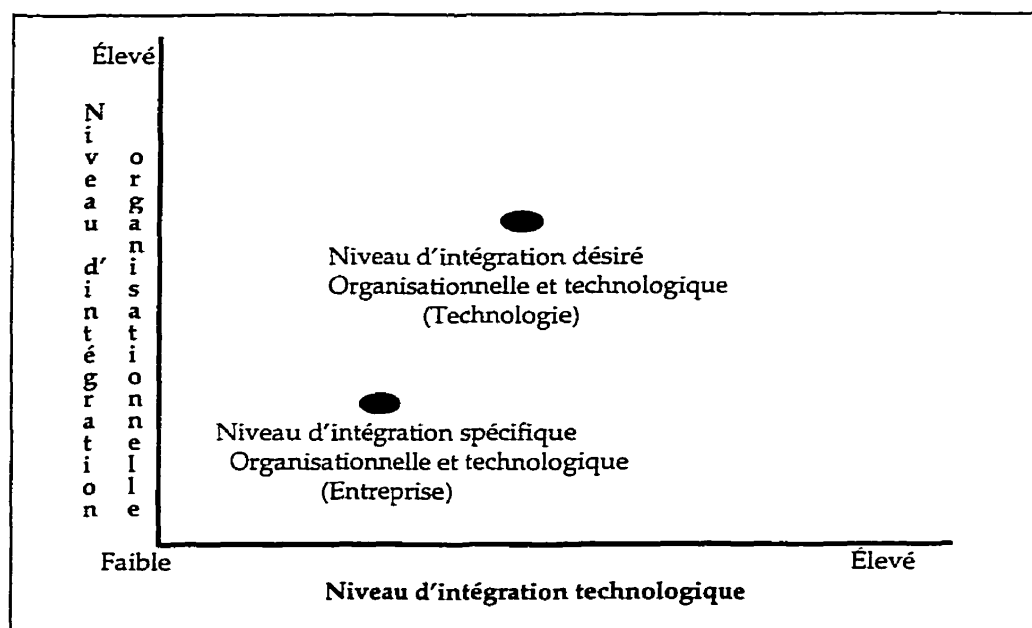 Élevé
Niveau d'intégration
organisationnelle
Niveau d'intégration désiré
Organisationnelle et technologique
(Technologie)
Niveau d'intégration spécifique
Organisationnelle et technologique
(Entreprise)
Faible
Élevé
Niveau d'intégration technologique